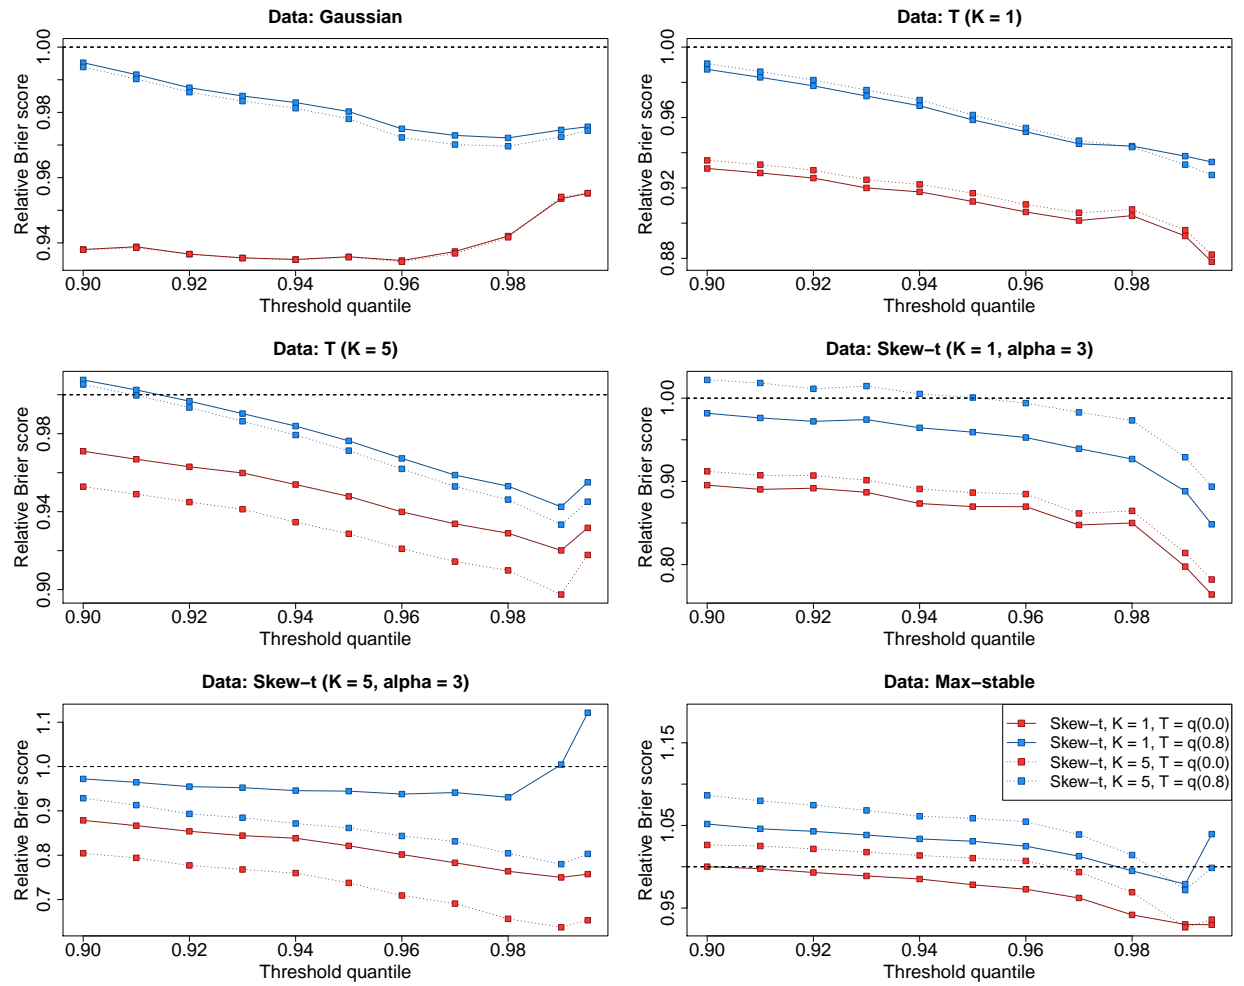 Data: Gaussian
Relative Brier score
1.00
0.98
0.96
0.94
0.90 0.92 0.94 0.96 0.98
Threshold quantile
Data: T (K = 1)
Relative Brier score
1.00
0.96
0.92
0.88
0.90 0.92 0.94 0.96 0.98
Threshold quantile
Data: T (K = 5)
Relative Brier score
0.98
0.94
0.90
0.90 0.92 0.94 0.96 0.98
Threshold quantile
Data: Skew−t (K = 1, alpha = 3)
Relative Brier score
1.00
0.90
0.80
0.90 0.92 0.94 0.96 0.98
Threshold quantile
Data: Skew−t (K = 5, alpha = 3)
Relative Brier score
1.1
1.0
0.9
0.8
0.7
0.90 0.92 0.94 0.96 0.98
Threshold quantile
Data: Max−stable
Relative Brier score
1.15
1.05
0.95
Skew−t, K = 1, T = q(0.0)
Skew−t, K = 1, T = q(0.8)
Skew−t, K = 5, T = q(0.0)
Skew−t, K = 5, T = q(0.8)
0.90 0.92 0.94 0.96 0.98
Threshold quantile